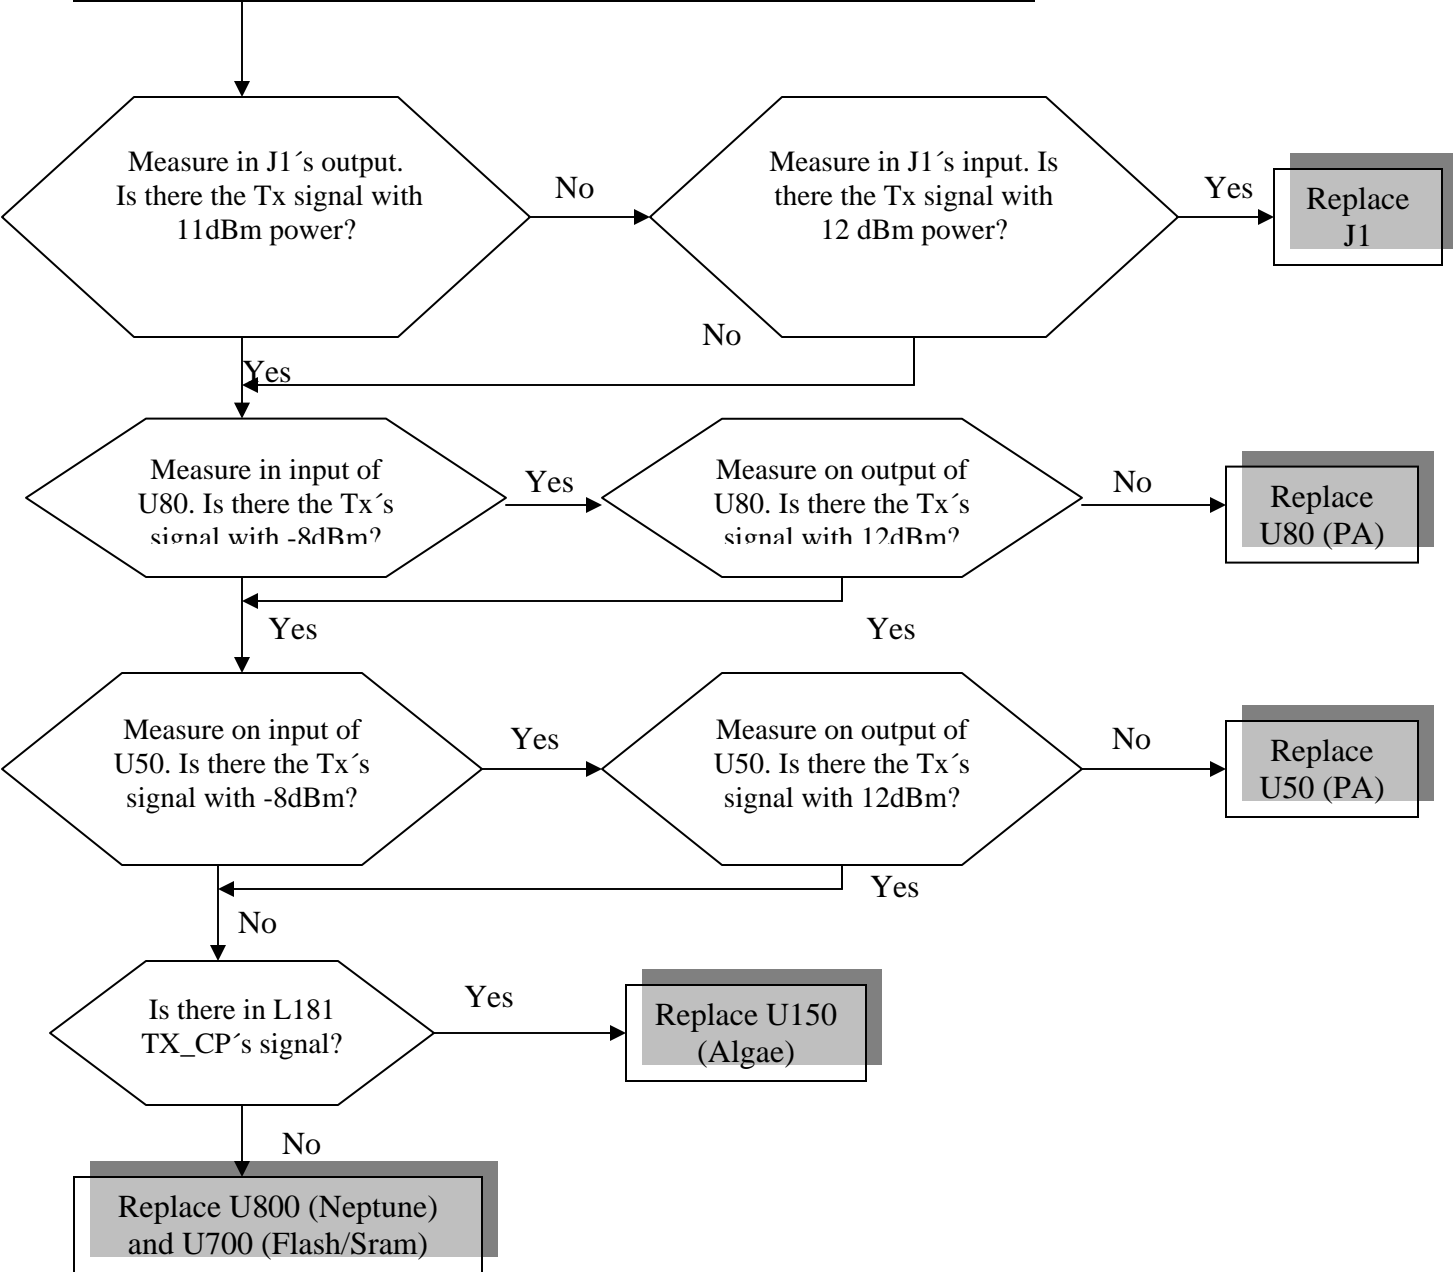 Measure in J1´s output.
Is there the Tx signal with
11dBm power?
No
Measure in J1´s input. Is
there the Tx signal with
12 dBm power?
Yes
Replace
J1
No
Yes
Measure in input of
U80. Is there the Tx´s
signal with -8dBm?
Yes
Measure on output of
U80. Is there the Tx´s
signal with 12dBm?
No
Replace
U80 (PA)
Yes
Yes
Measure on input of
U50. Is there the Tx´s
signal with -8dBm?
Yes
Measure on output of
U50. Is there the Tx´s
signal with 12dBm?
No
Replace
U50 (PA)
Yes
No
Is there in L181
TX_CP´s signal?
Yes
Replace U150
(Algae)
No
Replace U800 (Neptune)
and U700 (Flash/Sram)